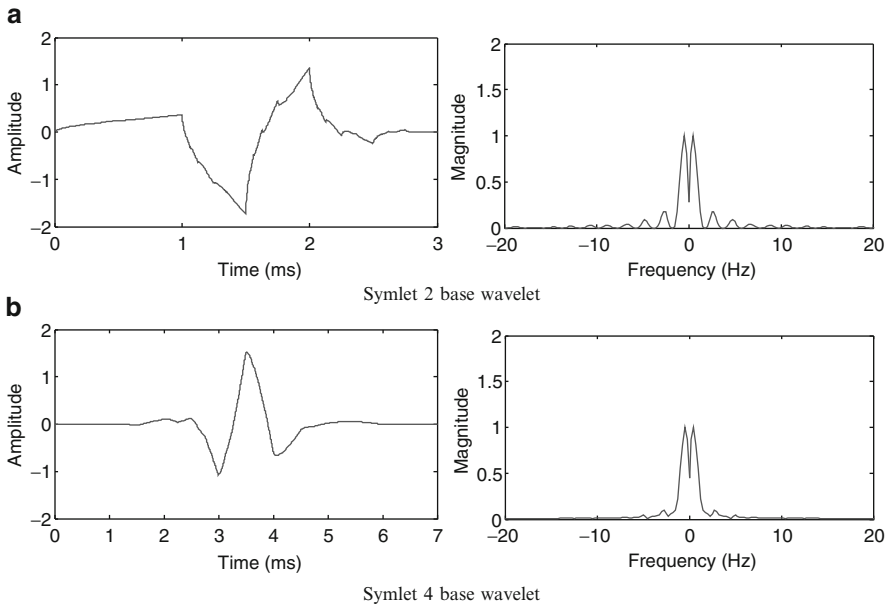 a
2
1
0
−1
−2
Amplitude
0 1 2 3
Time (ms)
2
1.5
1
0.5
0
Magnitude
−20 −10 0 10 20
Frequency (Hz)
Symlet 2 base wavelet
b
2
1
0
−1
−2
Amplitude
0 1 2 3 4 5 6 7
Time (ms)
2
1.5
1
0.5
0
Magnitude
−20 −10 0 10 20
Frequency (Hz)
Symlet 4 base wavelet